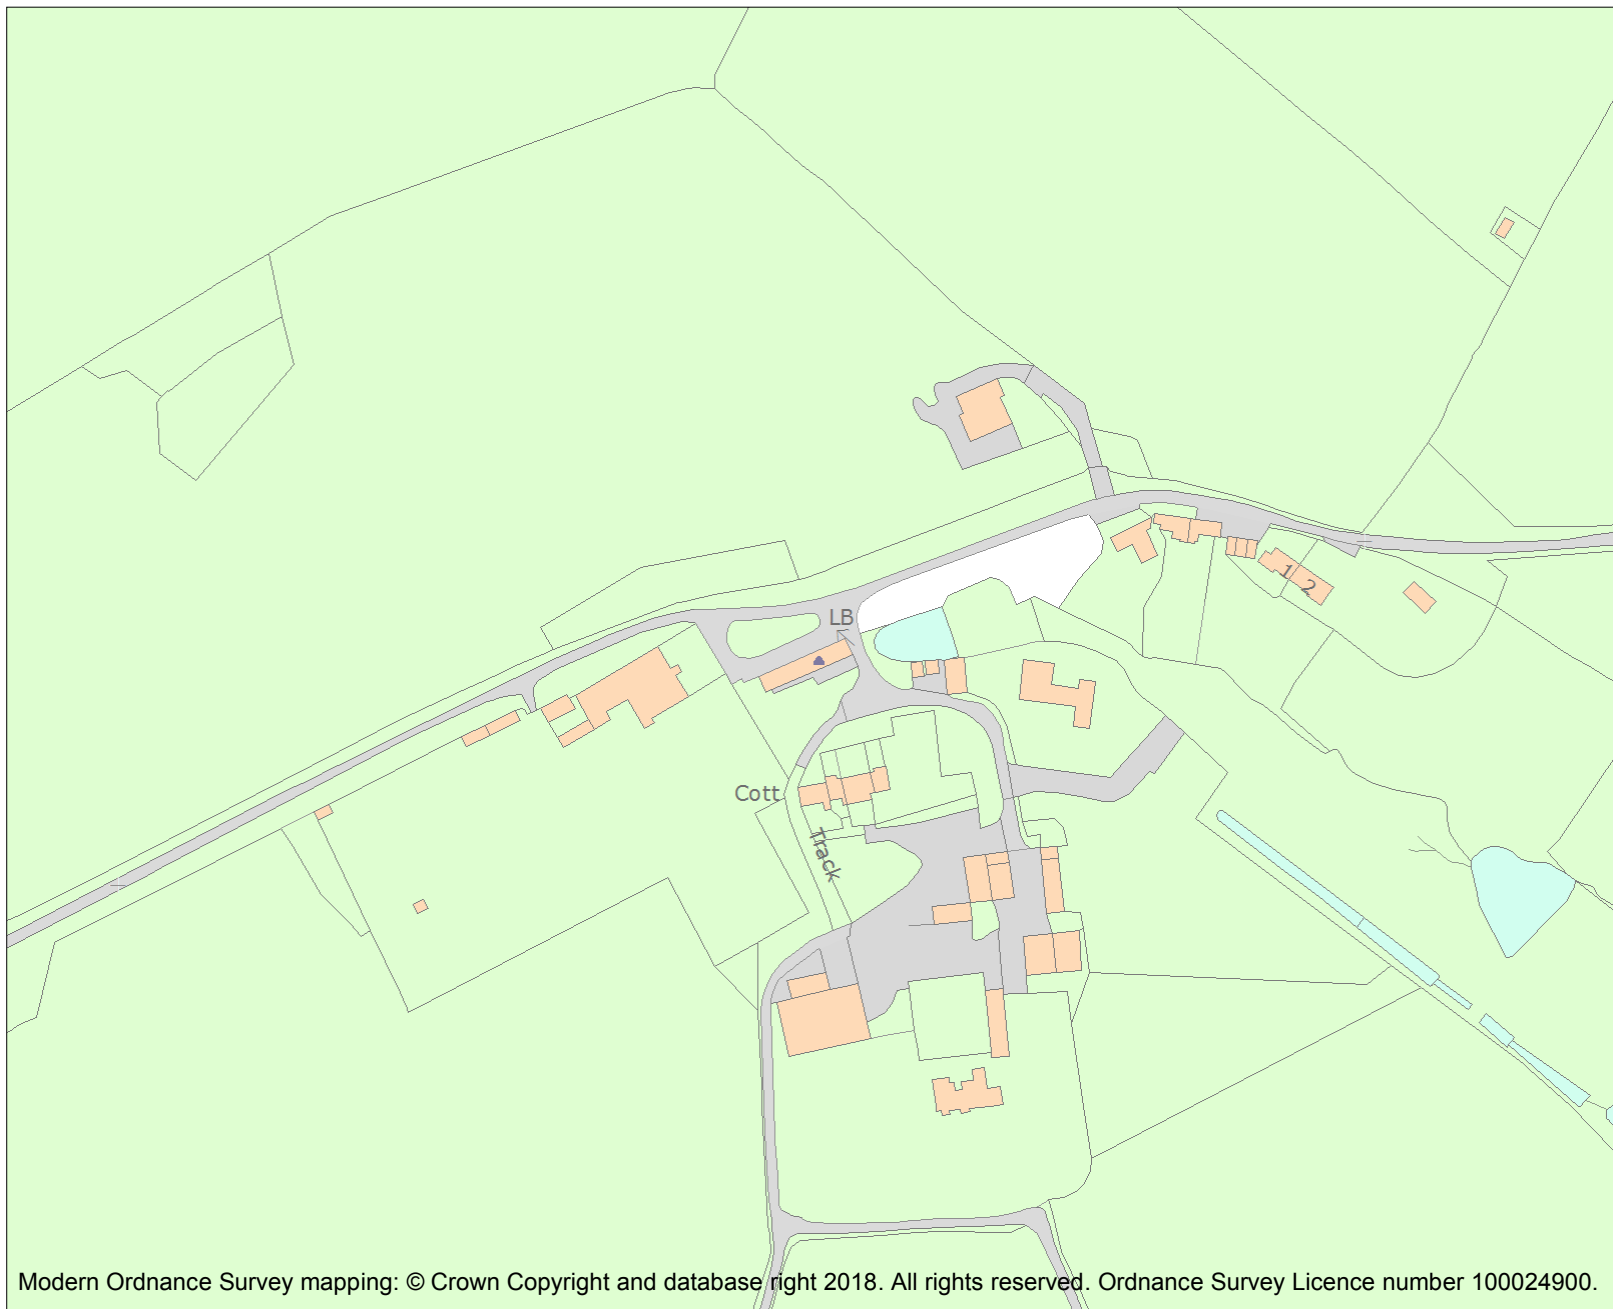 LB
1
2
Cott
Track
Modern Ordnance Survey mapping: © Crown Copyright and database right 2018. All rights reserved. Ordnance Survey Licence number 100024900.